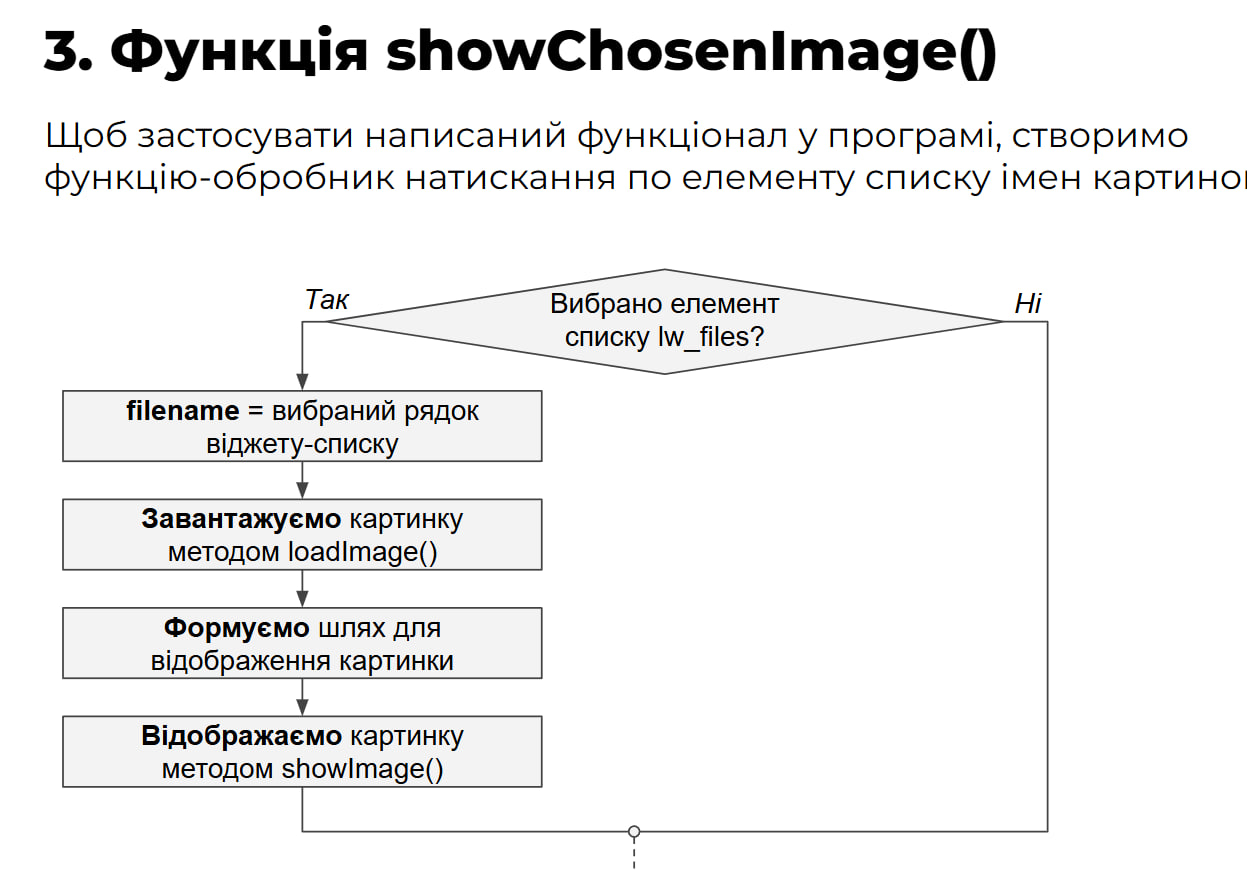 3. Функція showChosenImage()
Щоб застосувати написаний функціонал у програмі, створимо
функцію-обробник натискання по елементу списку імен
Так
Вибрано елемент
списку lw_files?
Ні
filename = вибраний рядок
віджету-списку
Завантажуємо картинку
методом loadImage()
Формуємо шлях для
відображення картинки
Відображаємо картинку
методом showImage()